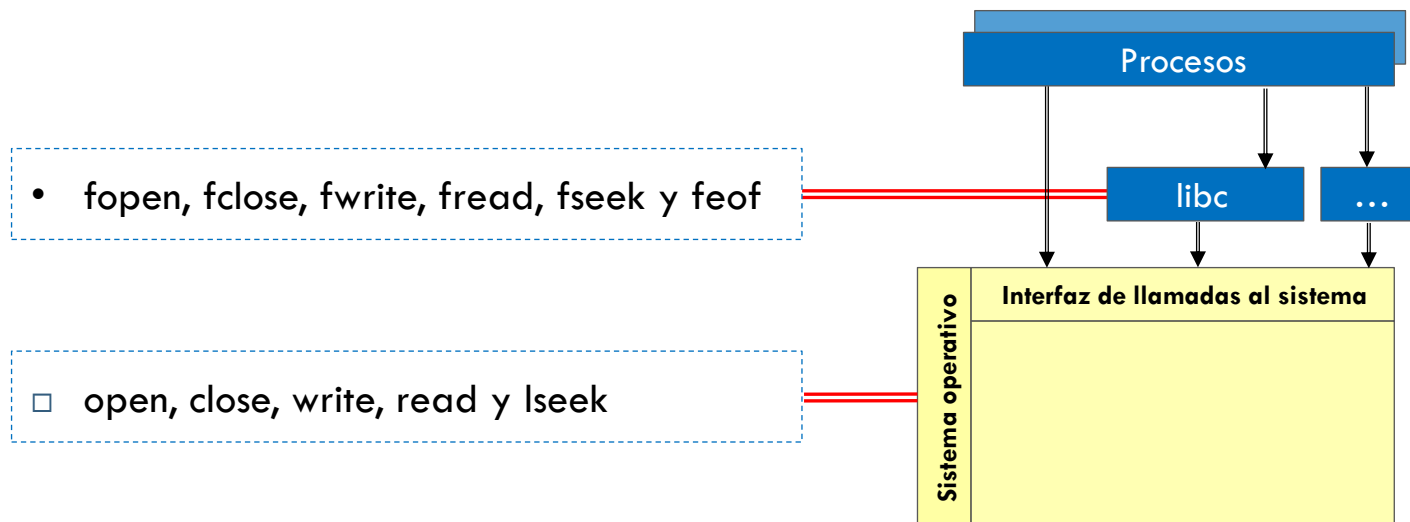 Procesos
• fopen, fclose, fwrite, fread, fseek y feof
libc
...
Interfaz de llamadas al sistema
Sistema operativo
□ open, close, write, read y lseek